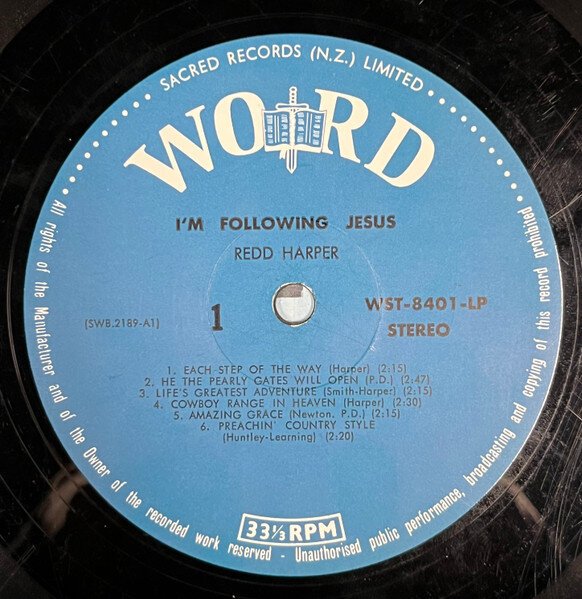 SACRED RECORDS (N.Z.) LIMITED
WORD
I'M FOLLOWING JESUS
REDD HARPER
(SWB.2189-A1)
1
WST-8401-LP
STEREO
1. EACH STEP OF THE WAY (Harper) (2:15)
2. HE THE PEARLY GATES WILL OPEN (P.D.) (2:47)
3. LIFE'S GREATEST ADVENTURE (Smith-Harper) (2:15)
4. COWBOY RANGE IN HEAVEN (Harper) (2:30)
5. AMAZING GRACE (Newton. P.D.) (2:15)
6. PREACHIN' COUNTRY STYLE
(Huntley-Learning) (2:20)
33⅓ RPM
All rights of the Manufacturer and of the Owner of the recorded work reserved - Unauthorised public performance, broadcasting and copying of this record prohibited